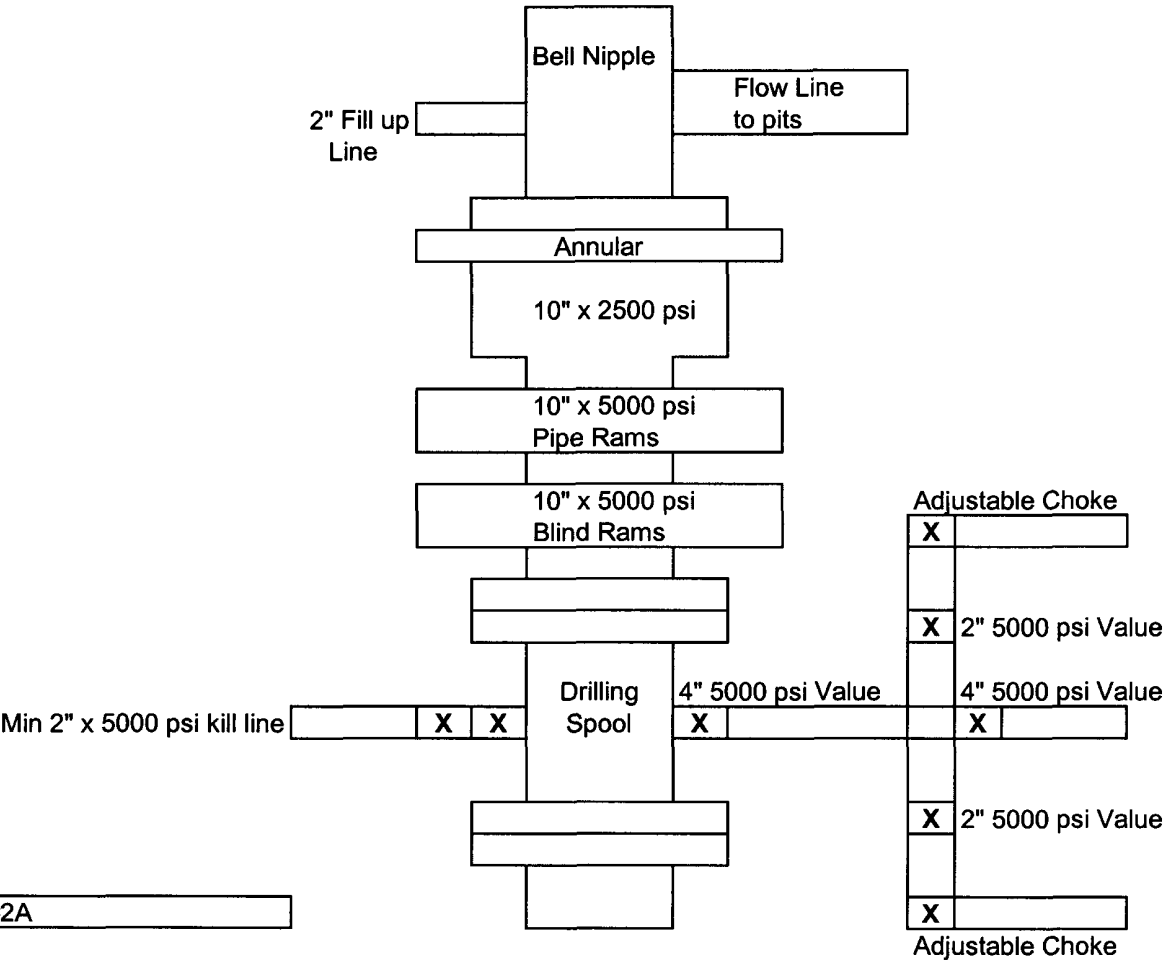 Bell Nipple
Flow Line
to pits
2" Fill up
Line
Annular
10" x 2500 psi
10" x 5000 psi
Pipe Rams
10" x 5000 psi
Blind Rams
Adjustable Choke
X
X 2" 5000 psi Value
Drilling
Spool
4" 5000 psi Value
4" 5000 psi Value
Min 2" x 5000 psi kill line
X X
X
X
X 2" 5000 psi Value
2A
X
Adjustable Choke